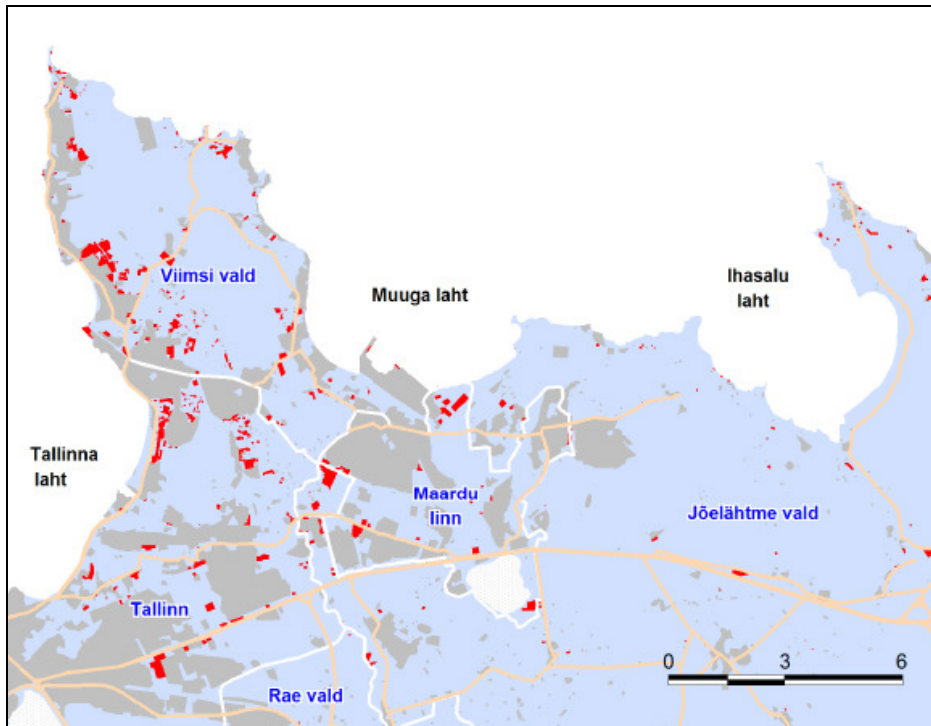 Viimsi vald
Muuga laht
Ihasalu
laht
Tallinna
laht
Maardu
linn
Jõelähtme vald
Tallinn
Rae vald
0 3 6